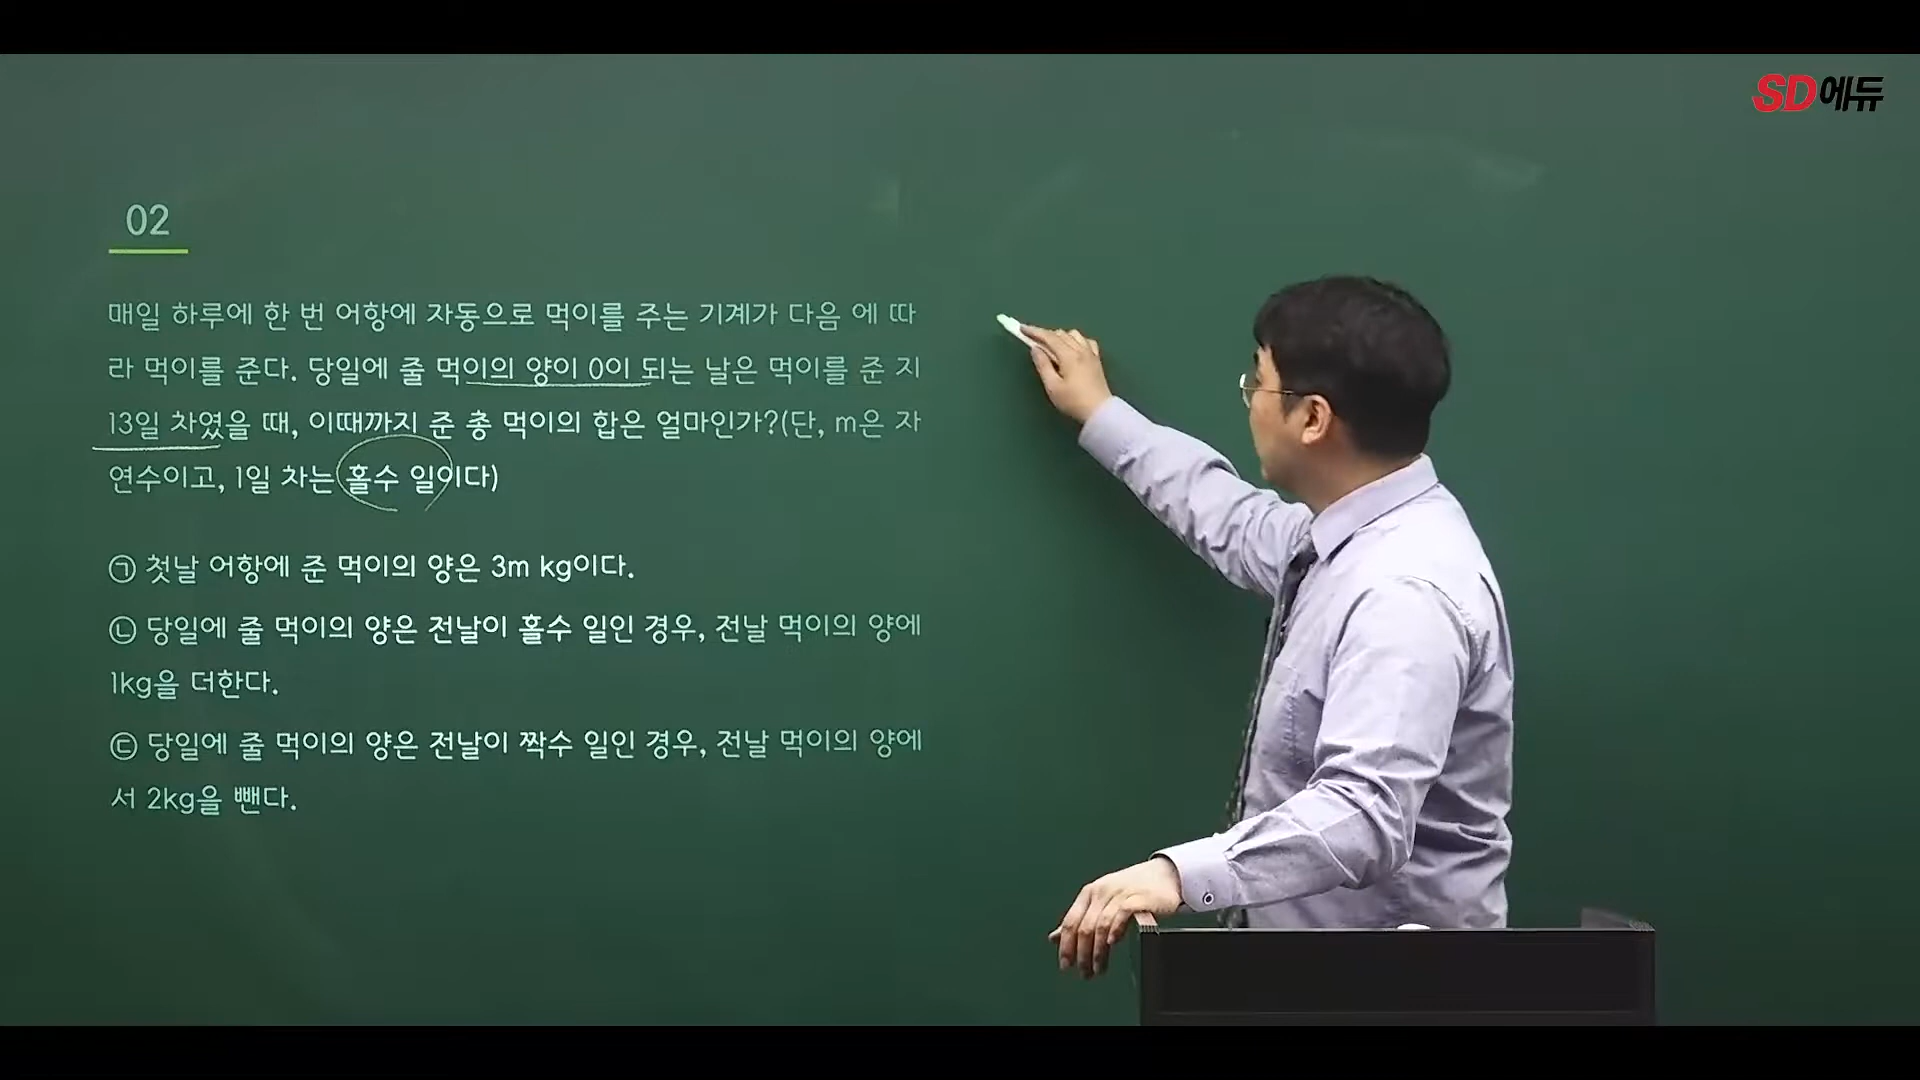 SD에듀
02
매일 하루에 한 번 어항에 자동으로 먹이를 주는 기계가 다음 에 따
라 먹이를 준다. 당일에 줄 먹이의 양이 0이 되는 날은 먹이를 준 지
13일 차였을 때, 이때까지 준 총 먹이의 합은 얼마인가?(단, m은 자
연수이고, 1일 차는 홀수 일이다)
㉠ 첫날 어항에 준 먹이의 양은 3m kg이다.
㉡ 당일에 줄 먹이의 양은 전날이 홀수 일인 경우, 전날 먹이의 양에
1kg을 더한다.
㉢ 당일에 줄 먹이의 양은 전날이 짝수 일인 경우, 전날 먹이의 양에
서 2kg을 뺀다.